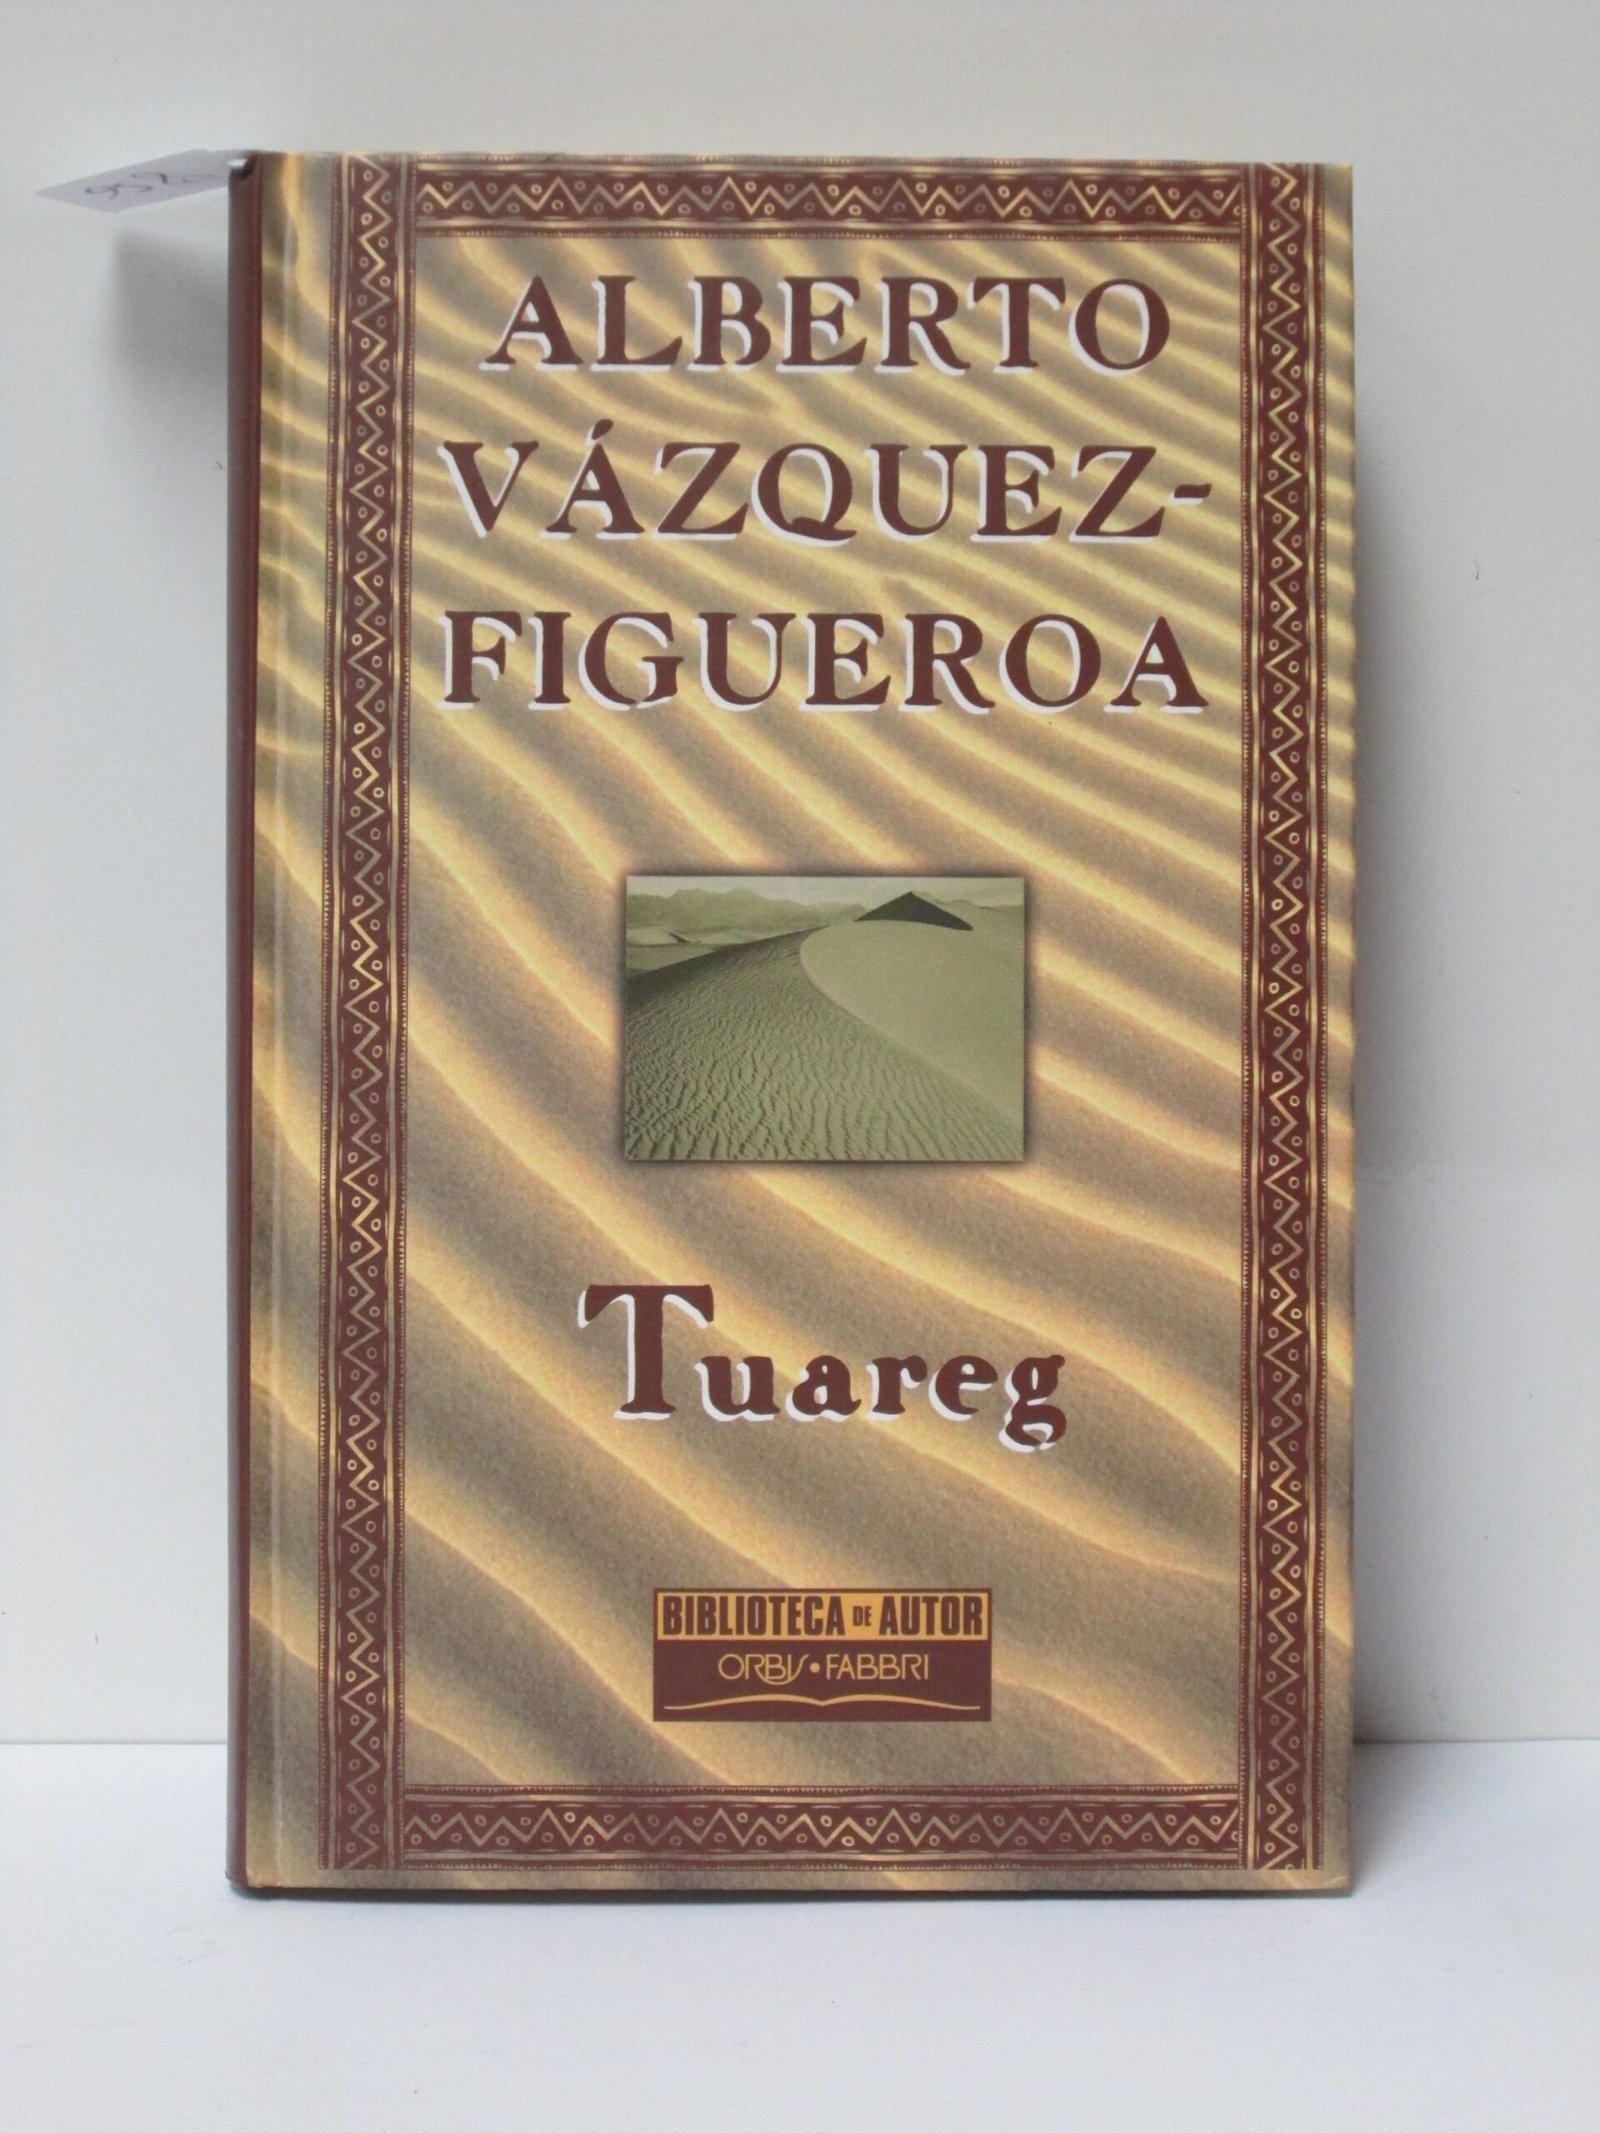 ALBERTO
VÁZQUEZ-
FIGUEROA
Tuareg
BIBLIOTECA DE AUTOR
ORBIS • FABBRI